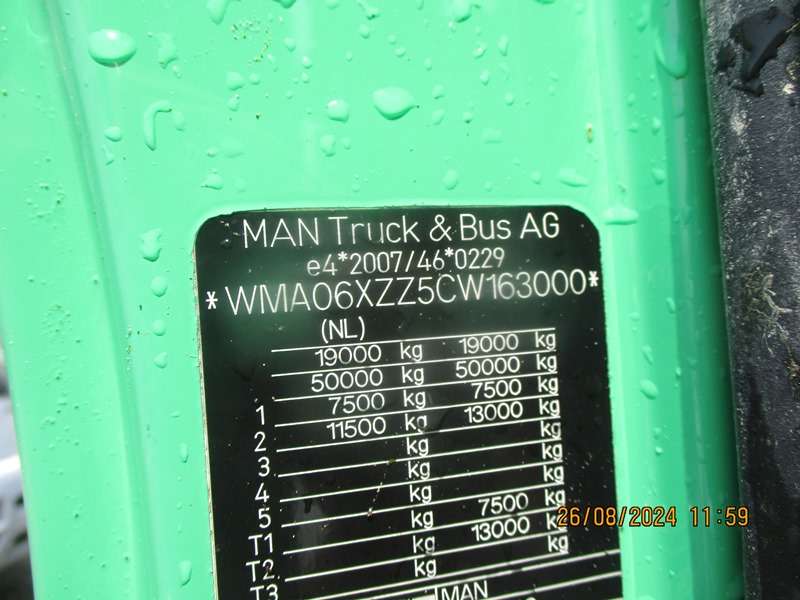 MAN Truck & Bus AG
e4*2007/46*0229
*WMA06XZZ5CW163000*
(NL)
19000 kg 19000 kg
50000 kg 50000 kg
1 7500 kg 7500 kg
2 11500 kg 13000 kg
3 kg kg
4 kg kg
5 kg kg
T1 kg 7500 kg
T2 kg 13000 kg
T3 kg kg
MAN
26/08/2024 11:59